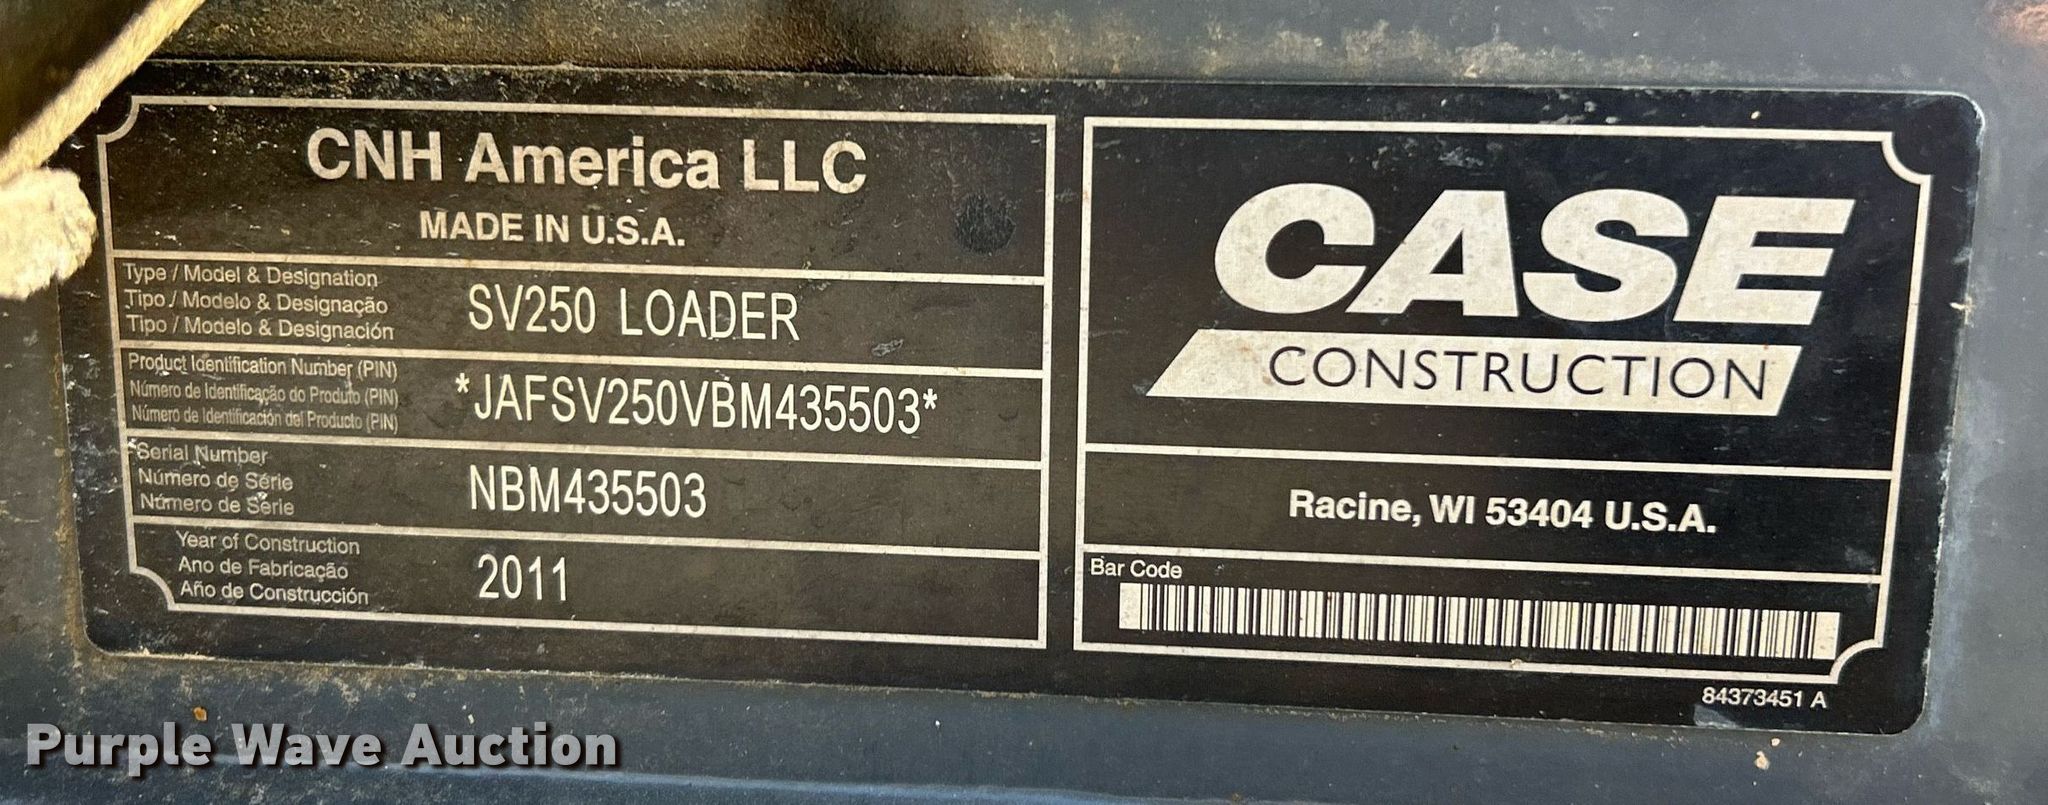 CNH America LLC
MADE IN U.S.A.
Type / Model & Designation
Tipo / Modelo & Designação
Tipo / Modelo & Designación
SV250 LOADER
Product Identification Number (PIN)
Número de Identificação do Produto (PIN)
Número de Identificación del Producto (PIN)
*JAFSV250VBM435503*
Serial Number
Número de Série
Número de Serie
NBM435503
Year of Construction
Ano de Fabricação
Año de Construcción
2011
CASE
CONSTRUCTION
Racine, WI 53404 U.S.A.
Bar Code
84373451 A
Purple Wave Auction